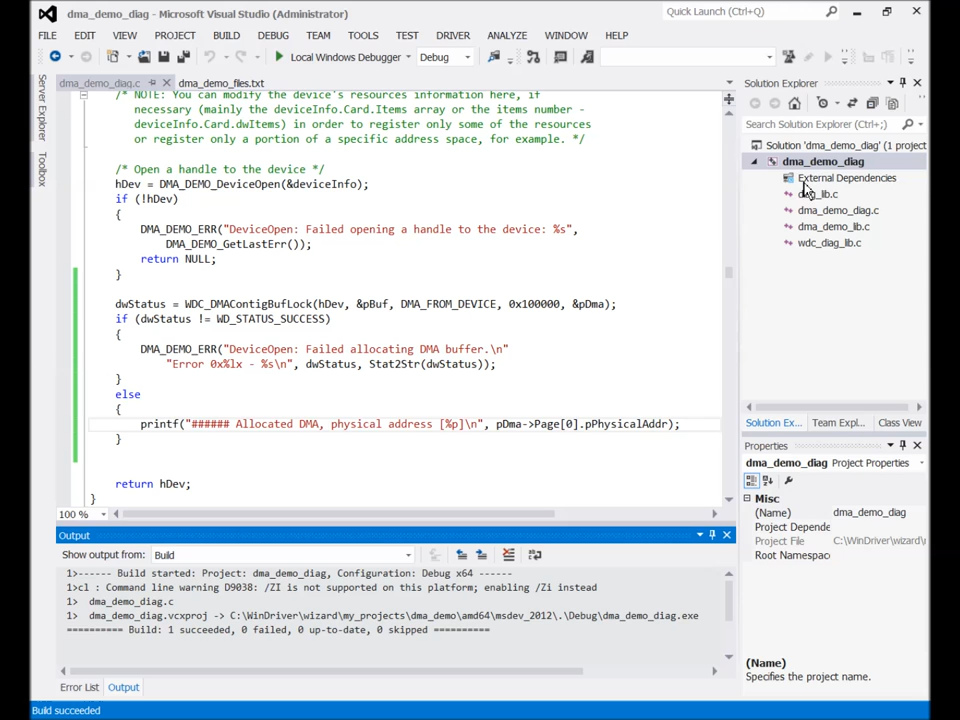 dma_demo_diag - Microsoft Visual Studio (Administrator)
Quick Launch (Ctrl+Q)
FILE EDIT VIEW PROJECT BUILD DEBUG TEAM TOOLS TEST DRIVER ANALYZE WINDOW HELP
Local Windows Debugger Debug
Server Explorer
Toolbox
dma_demo_diag.c dma_demo_files.txt
/* NOTE: You can modify the device's resources information here, if
necessary (mainly the deviceInfo.Card.Items array or the items number -
deviceInfo.Card.dwItems) in order to register only some of the resources
or register only a portion of a specific address space, for example. */
/* Open a handle to the device */
hDev = DMA_DEMO_DeviceOpen(&deviceInfo);
if (!hDev)
{
DMA_DEMO_ERR("DeviceOpen: Failed opening a handle to the device: %s",
DMA_DEMO_GetLastErr());
return NULL;
}
dwStatus = WDC_DMAContigBufLock(hDev, &pBuf, DMA_FROM_DEVICE, 0x100000, &pDma);
if (dwStatus != WD_STATUS_SUCCESS)
{
DMA_DEMO_ERR("DeviceOpen: Failed allocating DMA buffer.\n"
"Error 0x%lx - %s\n", dwStatus, Stat2Str(dwStatus));
}
else
{
printf("###### Allocated DMA, physical address [%p]\n", pDma->Page[0].pPhysicalAddr);
}
return hDev;
}
100 %
Output
Show output from: Build
1>------ Build started: Project: dma_demo_diag, Configuration: Debug x64 ------
1>cl : Command line warning D9038: /ZI is not supported on this platform; enabling /Zi instead
1> dma_demo_diag.c
1> dma_demo_diag.vcxproj -> C:\WinDriver\wizard\my_projects\dma_demo\amd64\msdev_2012\.\Debug\dma_demo_diag.exe
========== Build: 1 succeeded, 0 failed, 0 up-to-date, 0 skipped ==========
Error List Output
Build succeeded
Solution Explorer
Search Solution Explorer (Ctrl+;)
Solution 'dma_demo_diag' (1 project
dma_demo_diag
External Dependencies
diag_lib.c
dma_demo_diag.c
dma_demo_lib.c
wdc_diag_lib.c
Solution Ex... Team Expl... Class View
Properties
dma_demo_diag Project Properties
Misc
(Name) dma_demo_diag
Project Depende
Project File C:\WinDriver\wizard\
Root Namespac
(Name)
Specifies the project name.